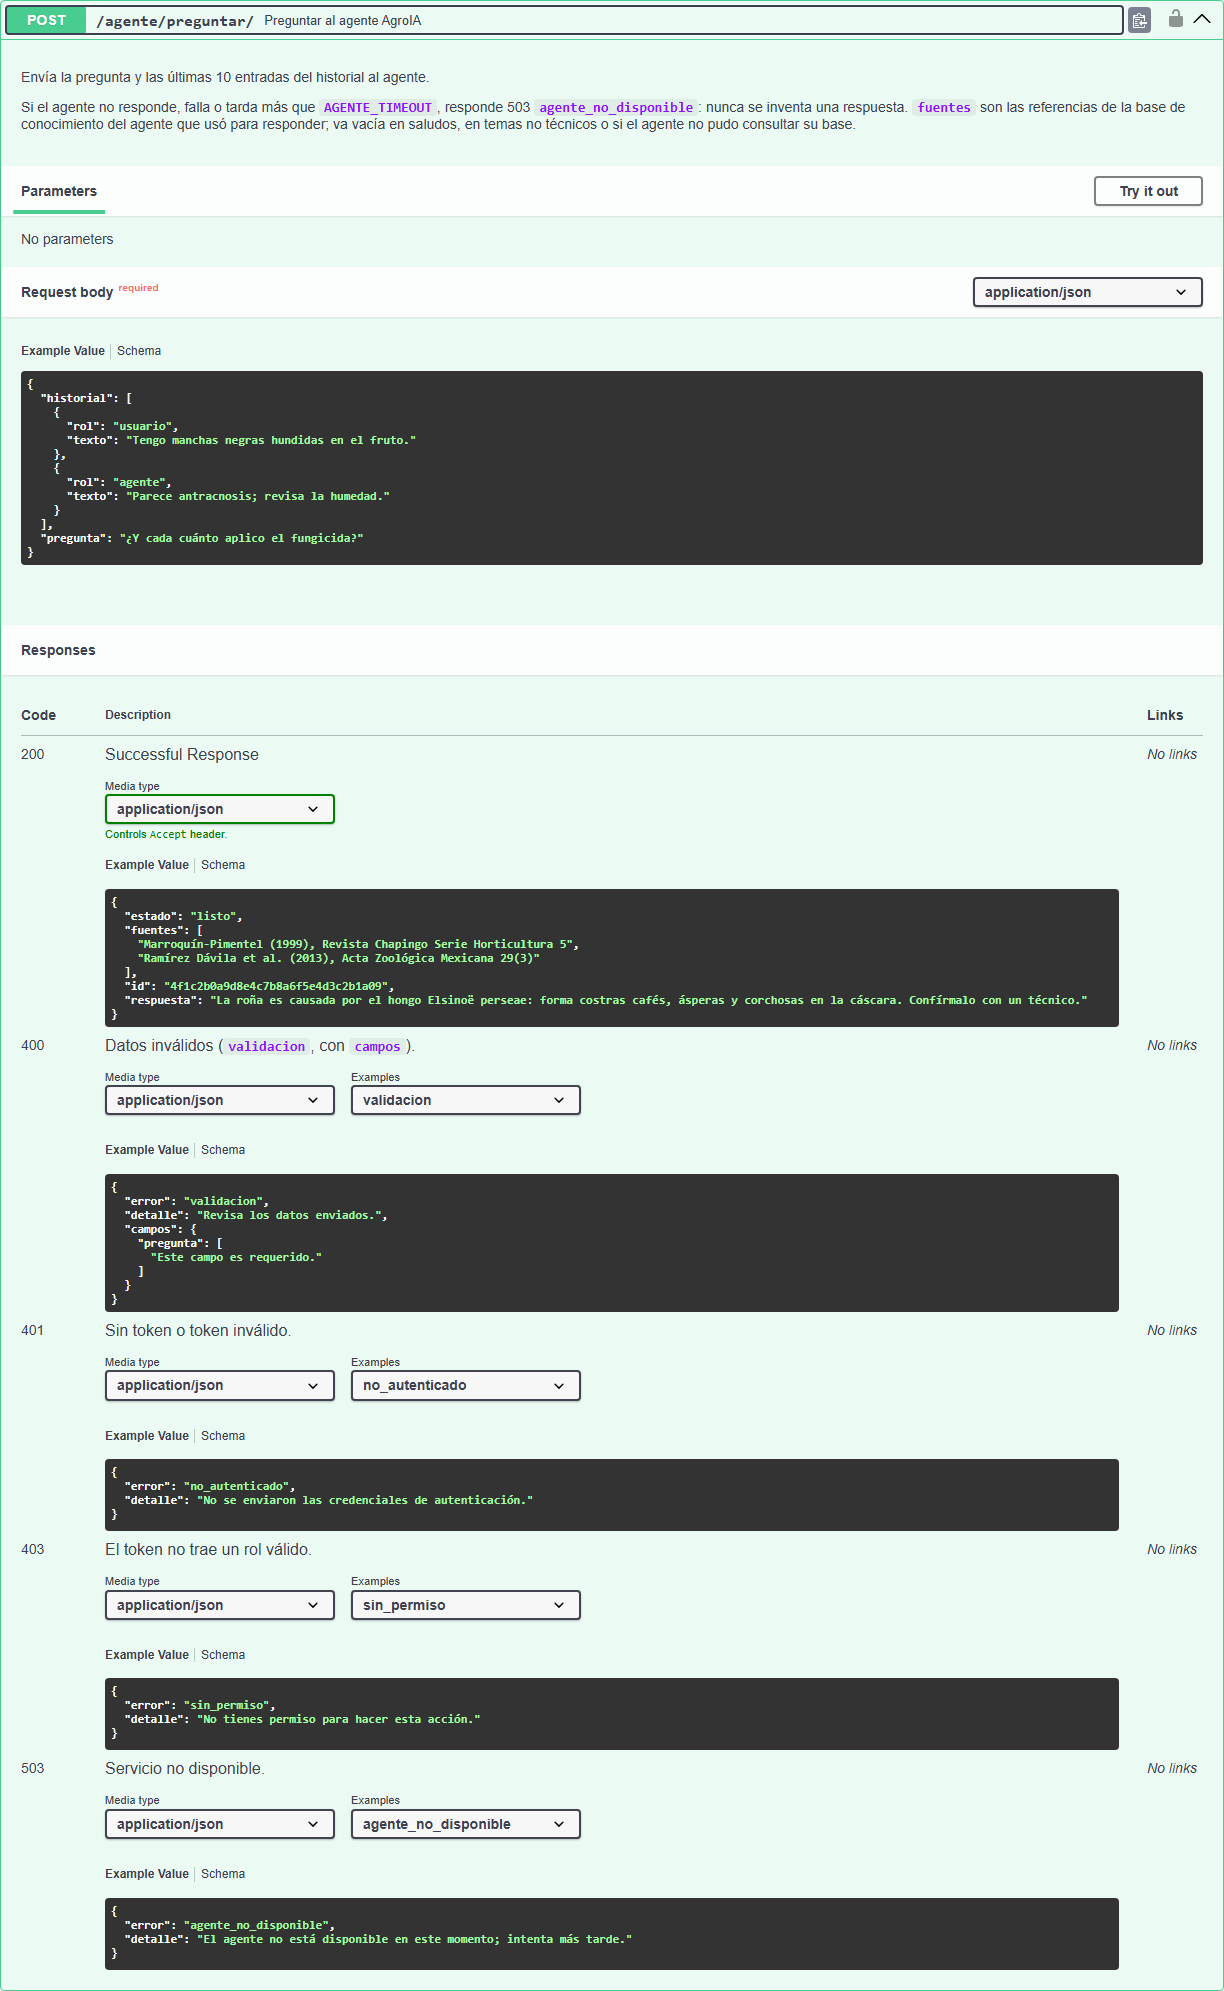 POST /agente/preguntar/ Preguntar al agente AgroIA
Envía la pregunta y las últimas 10 entradas del historial al agente.
Si el agente no responde, falla o tarda más que AGENTE_TIMEOUT, responde 503 agente_no_disponible: nunca se inventa una respuesta. fuentes son las referencias de la base de
conocimiento del agente que usó para responder; va vacía en saludos, en temas no técnicos o si el agente no pudo consultar su base.
Parameters
Try it out
No parameters
Request body required
application/json
Example Value Schema
{
"historial": [
{
"rol": "usuario",
"texto": "Tengo manchas negras hundidas en el fruto."
},
{
"rol": "agente",
"texto": "Parece antracnosis; revisa la humedad."
}
],
"pregunta": "¿Y cada cuánto aplico el fungicida?"
}
Responses
Code Description Links
200 Successful Response No links
Media type
application/json
Controls Accept header.
Example Value Schema
{
"estado": "listo",
"fuentes": [
"Marroquín-Pimentel (1999), Revista Chapingo Serie Horticultura 5",
"Ramírez Dávila et al. (2013), Acta Zoológica Mexicana 29(3)"
],
"id": "4f1c2b0a9d8e4c7b8a6f5e4d3c2b1a09",
"respuesta": "La roña es causada por el hongo Elsinoë perseae: forma costras cafés, ásperas y corchosas en la cáscara. Confírmalo con un técnico."
}
400 Datos inválidos ( validacion , con campos ). No links
Media type Examples
application/json validacion
Example Value Schema
{
"error": "validacion",
"detalle": "Revisa los datos enviados.",
"campos": {
"pregunta": [
"Este campo es requerido."
]
}
}
401 Sin token o token inválido. No links
Media type Examples
application/json no_autenticado
Example Value Schema
{
"error": "no_autenticado",
"detalle": "No se enviaron las credenciales de autenticación."
}
403 El token no trae un rol válido. No links
Media type Examples
application/json sin_permiso
Example Value Schema
{
"error": "sin_permiso",
"detalle": "No tienes permiso para hacer esta acción."
}
503 Servicio no disponible. No links
Media type Examples
application/json agente_no_disponible
Example Value Schema
{
"error": "agente_no_disponible",
"detalle": "El agente no está disponible en este momento; intenta más tarde."
}